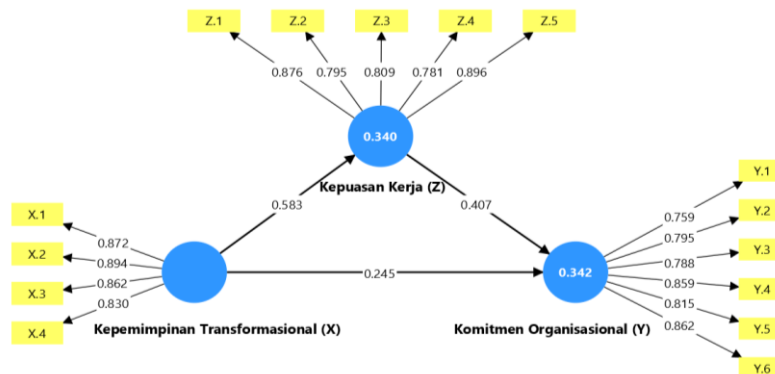 Z.1
Z.2
Z.3
Z.4
Z.5
0.876
0.795
0.809
0.781
0.896
0.340
Kepuasan Kerja (Z)
0.583
0.407
X.1
X.2
X.3
X.4
0.872
0.894
0.862
0.830
Kepemimpinan Transformasional (X)
0.245
0.342
Komitmen Organisasional (Y)
0.759
0.795
0.788
0.859
0.815
0.862
Y.1
Y.2
Y.3
Y.4
Y.5
Y.6